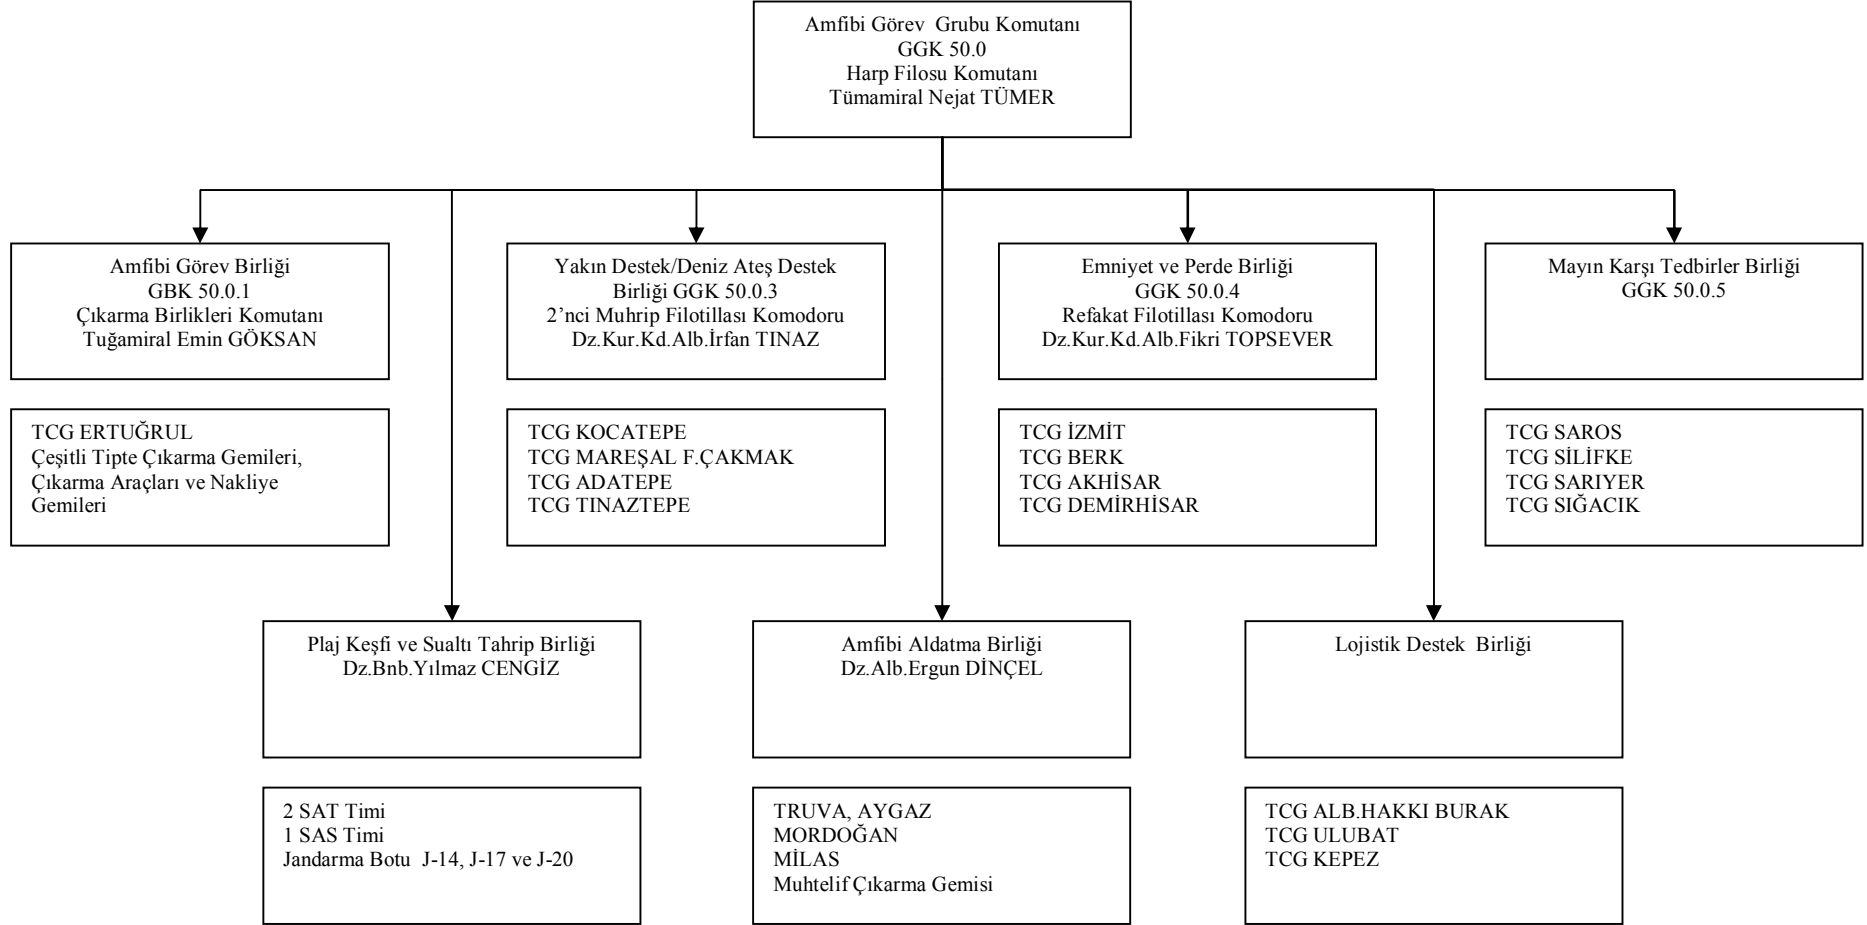 Amfibi Görev Grubu Komutanı
GGK 50.0
Harp Filosu Komutanı
Tümamiral Nejat TÜMER
Amfibi Görev Birliği
GBK 50.0.1
Çıkarma Birlikleri Komutanı
Tuğamiral Emin GÖKSAN
Yakın Destek/Deniz Ateş Destek
Birliği GGK 50.0.3
2’nci Muhrip Filotillası Komodoru
Dz.Kur.Kd.Alb.İrfan TINAZ
Emniyet ve Perde Birliği
GGK 50.0.4
Refakat Filotillası Komodoru
Dz.Kur.Kd.Alb.Fikri TOPSEVER
Mayın Karşı Tedbirler Birliği
GGK 50.0.5
TCG ERTUĞRUL
Çeşitli Tipte Çıkarma Gemileri,
Çıkarma Araçları ve Nakliye
Gemileri
TCG KOCATEPE
TCG MAREŞAL F.ÇAKMAK
TCG ADATEPE
TCG TINAZTEPE
TCG İZMİT
TCG BERK
TCG AKHİSAR
TCG DEMİRHİSAR
TCG SAROS
TCG SİLİFKE
TCG SARIYER
TCG SIĞACIK
Plaj Keşfi ve Sualtı Tahrip Birliği
Dz.Bnb.Yılmaz CENGİZ
Amfibi Aldatma Birliği
Dz.Alb.Ergun DİNÇEL
Lojistik Destek Birliği
2 SAT Timi
1 SAS Timi
Jandarma Botu J-14, J-17 ve J-20
TRUVA, AYGAZ
MORDOĞAN
MİLAS
Muhtelif Çıkarma Gemisi
TCG ALB.HAKKI BURAK
TCG ULUBAT
TCG KEPEZ